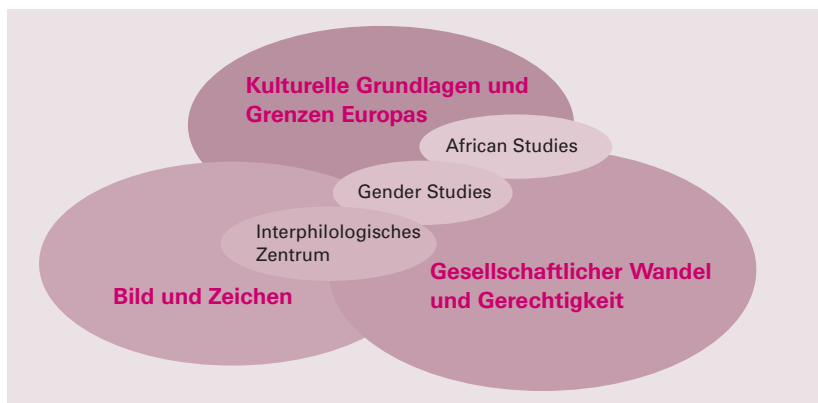 Kulturelle Grundlagen und
Grenzen Europas
African Studies
Gender Studies
Interphilologisches
Zentrum
Gesellschaftlicher Wandel
und Gerechtigkeit
Bild und Zeichen